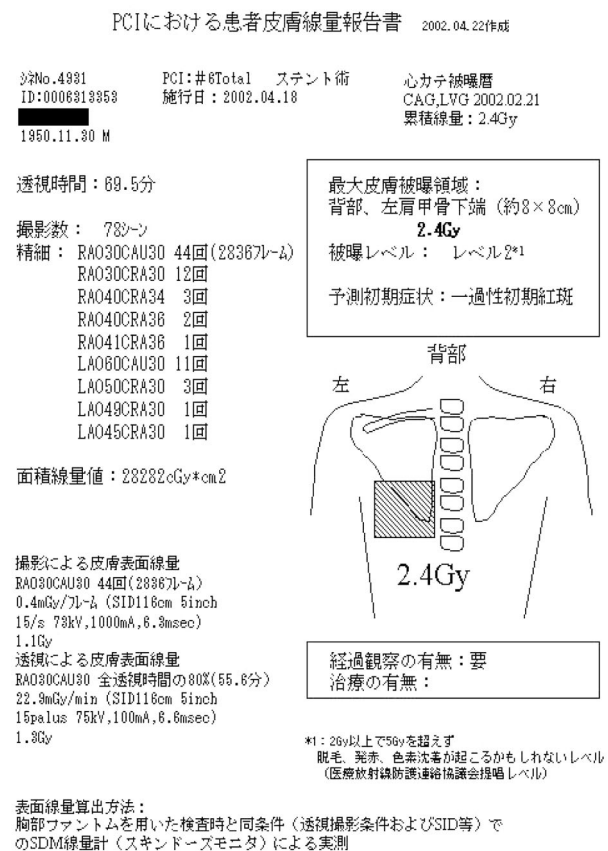 PCIにおける患者皮膚線量報告書 2002.04.22作成
ｼﾈNo.4931 PCI:#6Total ステント術
ID:0006313353 施行日：2002.04.18
1950.11.30 M
心カテ被曝暦
CAG,LVG 2002.02.21
累積線量：2.4Gy
透視時間：69.5分
撮影数： 78ｼｰﾝ
精細： RAO30CAU30 44回(2836ﾌﾚｰﾑ)
RAO30CRA30 12回
RAO40CRA34 3回
RAO40CRA36 2回
RAO41CRA36 1回
LAO60CAU30 11回
LAO50CRA30 3回
LAO49CRA30 1回
LAO45CRA30 1回
面積線量値：28282cGy*cm2
最大皮膚被曝領域：
背部、左肩甲骨下端（約8×8cm）
2.4Gy
被曝レベル： レベル2*1
予測初期症状：一過性初期紅斑
背部
左 右
2.4Gy
撮影による皮膚表面線量
RAO30CAU30 44回(2836ﾌﾚｰﾑ)
0.4mGy/ﾌﾚｰﾑ (SID116cm 5inch
15/s 73kV,1000mA,6.3msec)
1.1Gy
透視による皮膚表面線量
RAO30CAU30 全透視時間の80%(55.6分)
22.9mGy/min (SID116cm 5inch
15palus 75kV,100mA,6.6msec)
1.3Gy
経過観察の有無：要
治療の有無：
*1：2Gy以上で5Gyを超えず
脱毛、発赤、色素沈着が起こるかもしれないレベル
（医療放射線防護連絡協議会提唱レベル）
表面線量算出方法：
胸部ファントムを用いた検査時と同条件（透視撮影条件およびSID等）で
のSDM線量計（スキンドーズモニタ）による実測